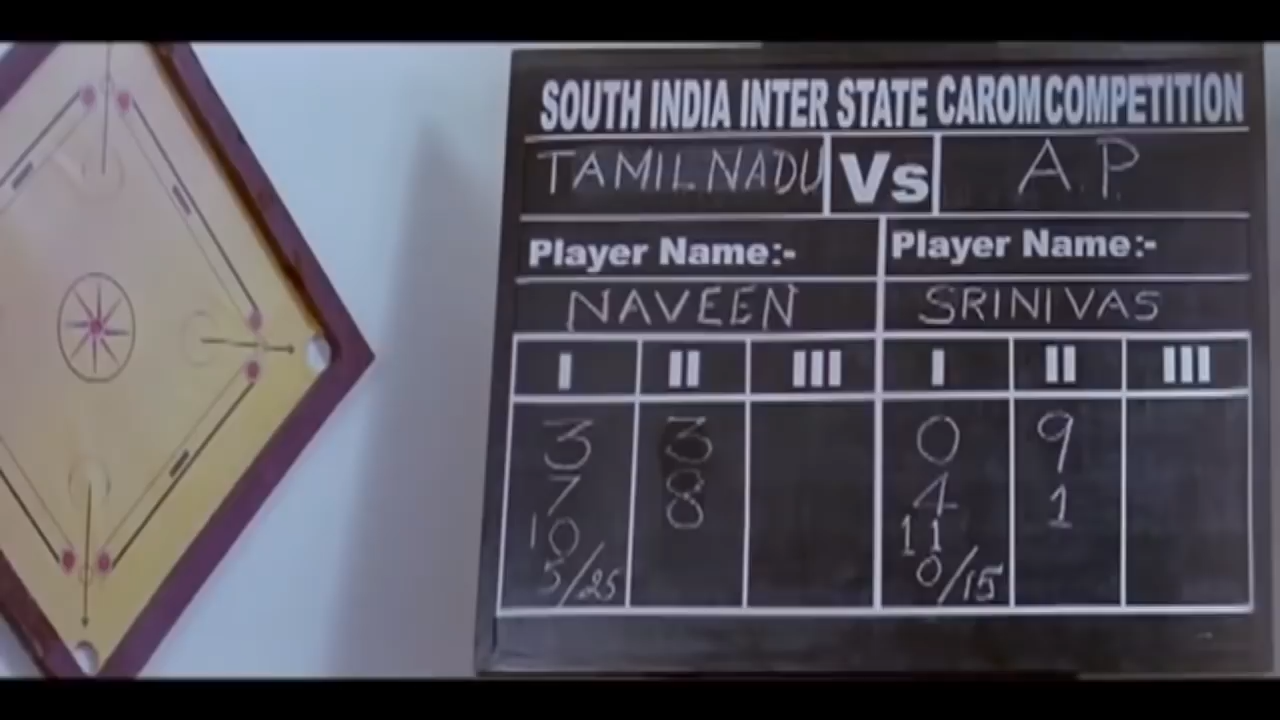 SOUTH INDIA INTER STATE CAROM COMPETITION
TAMILNADU Vs A.P.
Player Name:- Player Name:-
NAVEEN SRINIVAS
I II III I II III
3 3 0 9
7 8 4 1
10 11
5/25 0/15